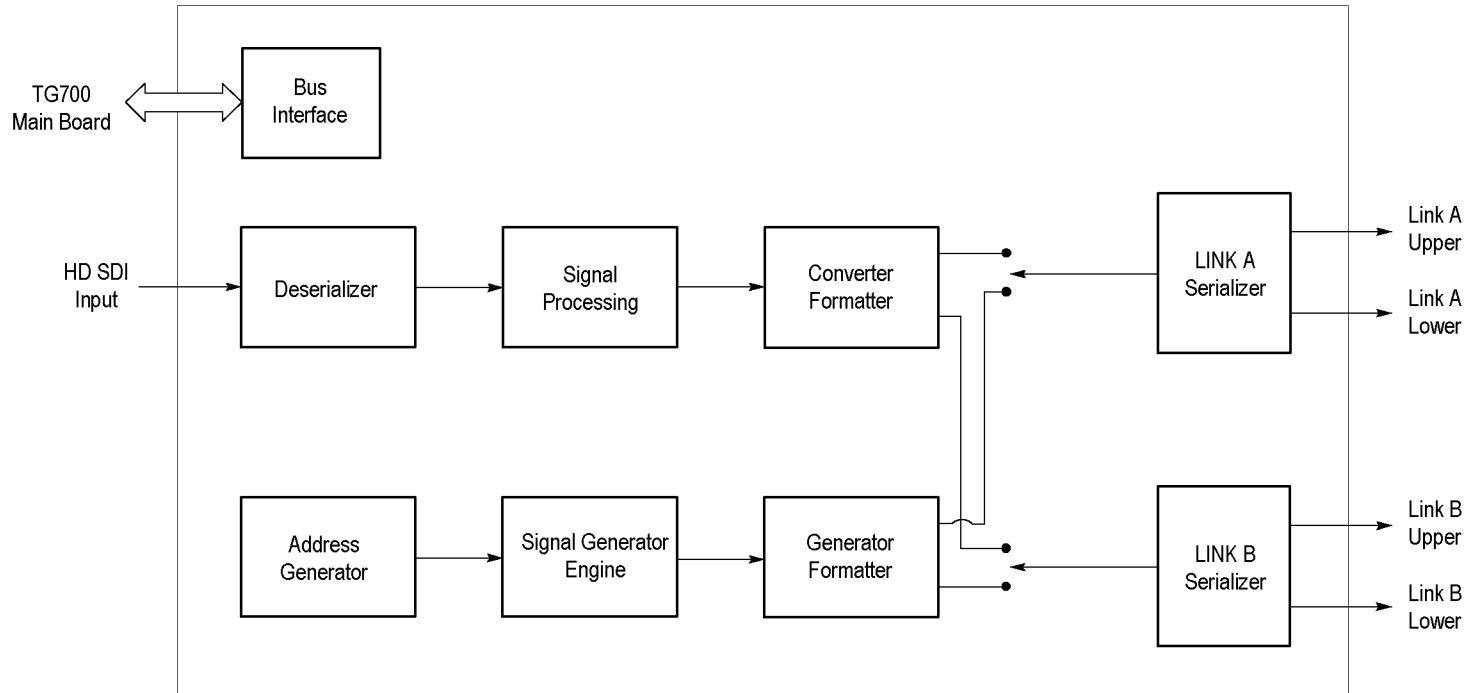 TG700
Main Board
Bus
Interface
HD SDI
Input
Deserializer
Signal
Processing
Converter
Formatter
LINK A
Serializer
Link A
Upper
Link A
Lower
Address
Generator
Signal Generator
Engine
Generator
Formatter
LINK B
Serializer
Link B
Upper
Link B
Lower